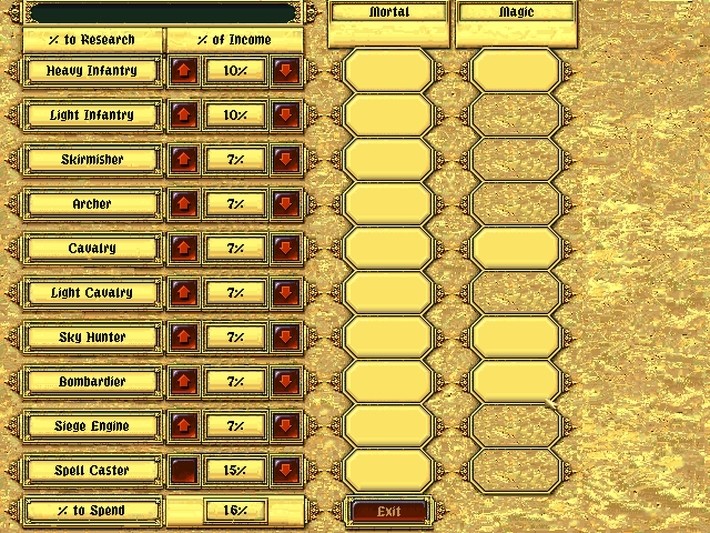 Mortal Magic
% to Research % of Income
Heavy Infantry 10%
Light Infantry 10%
Skirmisher 7%
Archer 7%
Cavalry 7%
Light Cavalry 7%
Sky Hunter 7%
Bombardier 7%
Siege Engine 7%
Spell Caster 15%
% to Spend 16% Exit